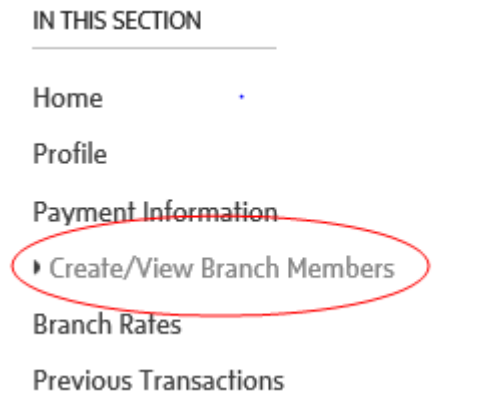 IN THIS SECTION
Home
Profile
Payment Information
Create/View Branch Members
Branch Rates
Previous Transactions